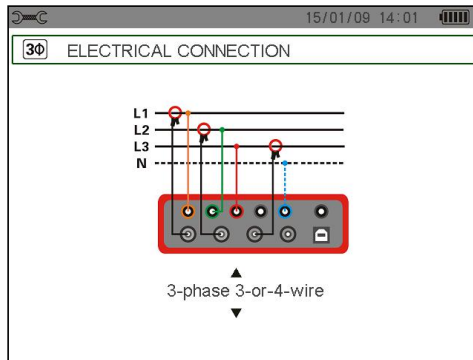 15/01/09 14:01
3Φ ELECTRICAL CONNECTION
L1
L2
L3
N
3-phase 3-or-4-wire